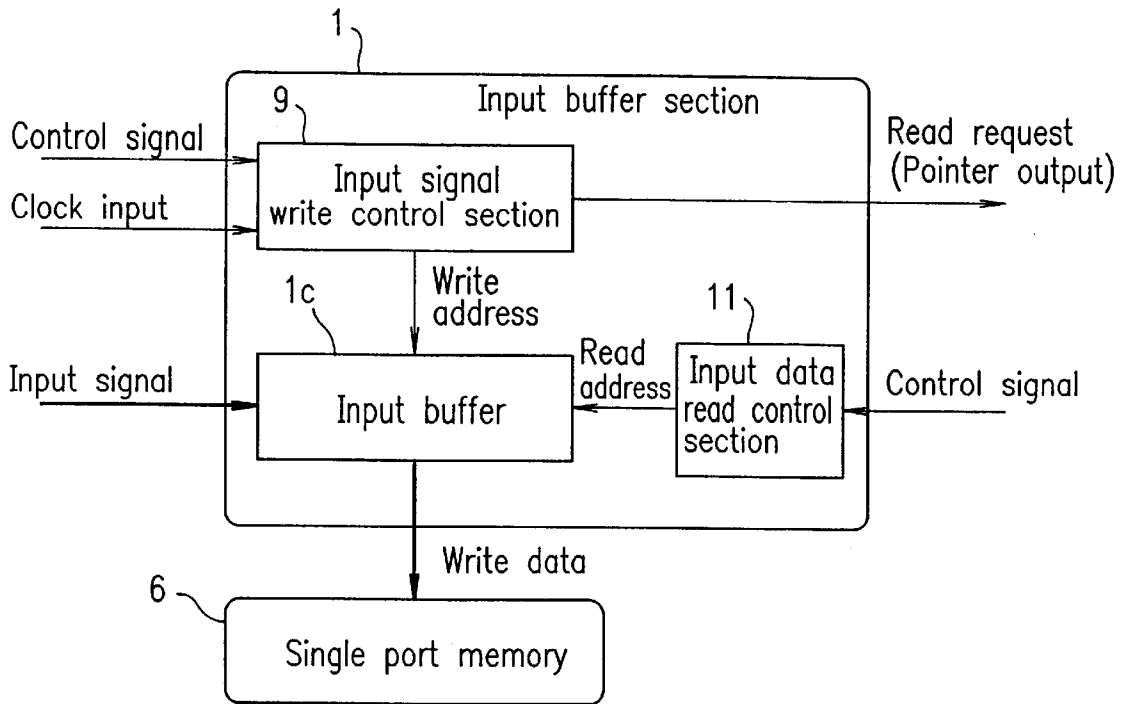 1
Input buffer section
9
Control signal
Clock input
Input signal
write control section
Read request
(Pointer output)
Write
address
1c
11
Input signal
Input buffer
Read
address
Input data
read control
section
Control signal
Write data
6
Single port memory